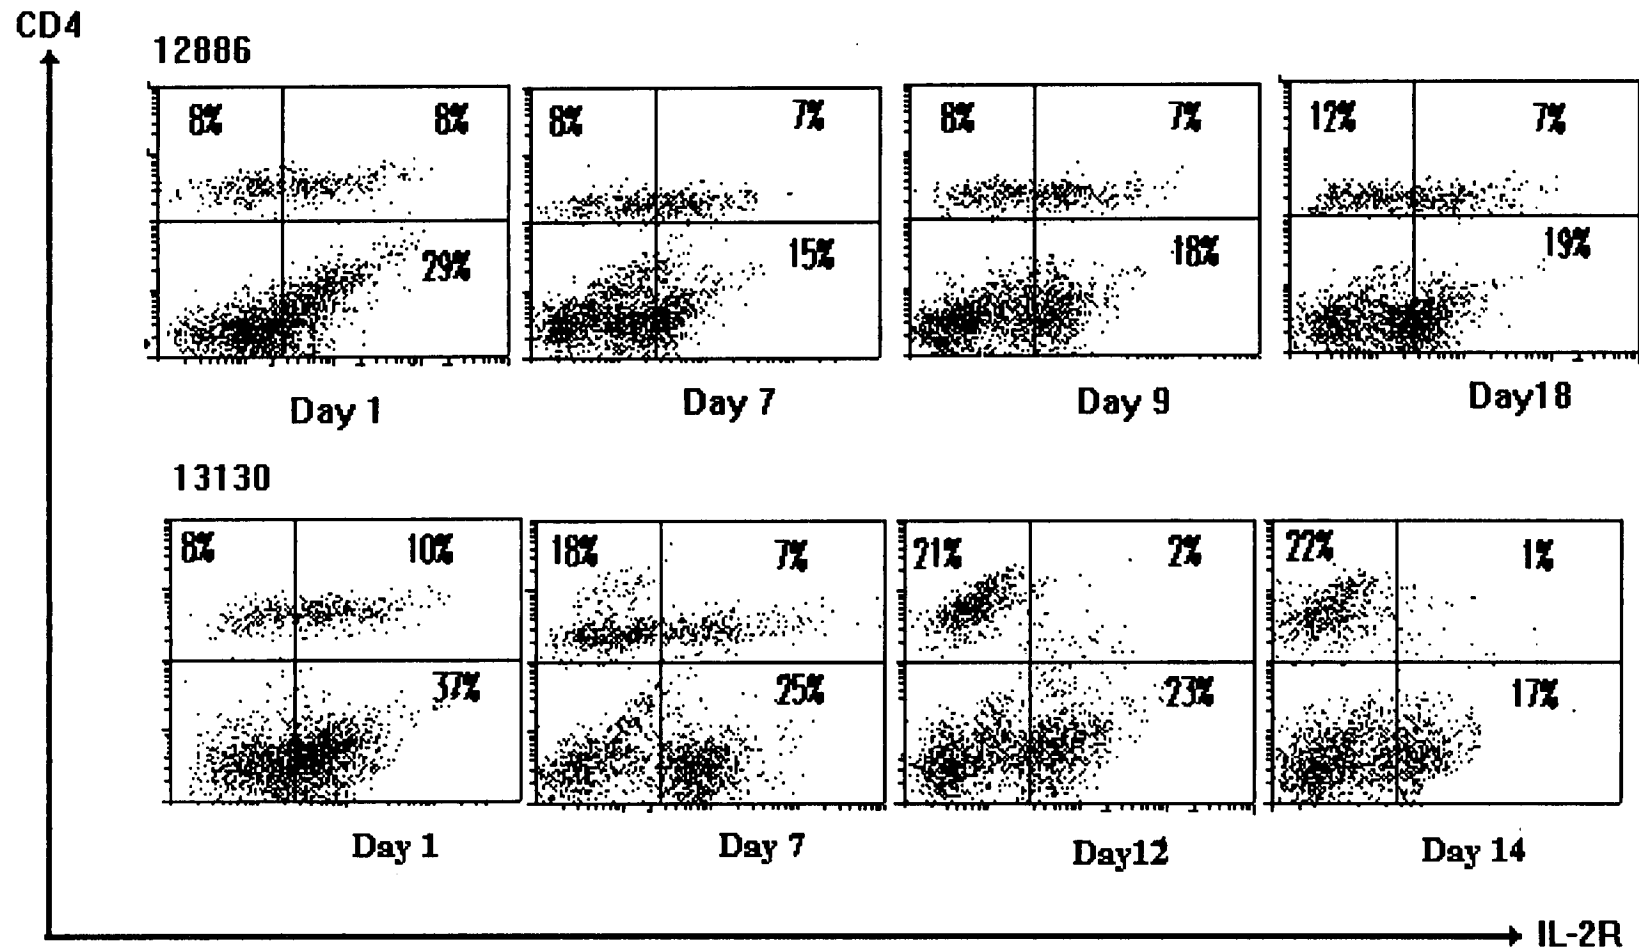 CD4
12886
8% 8% 8% 7% 8% 7% 12% 7%
29% 15% 18% 19%
Day 1 Day 7 Day 9 Day18
13130
8% 10% 18% 7% 21% 2% 22% 1%
37% 25% 23% 17%
Day 1 Day 7 Day12 Day 14
IL-2R